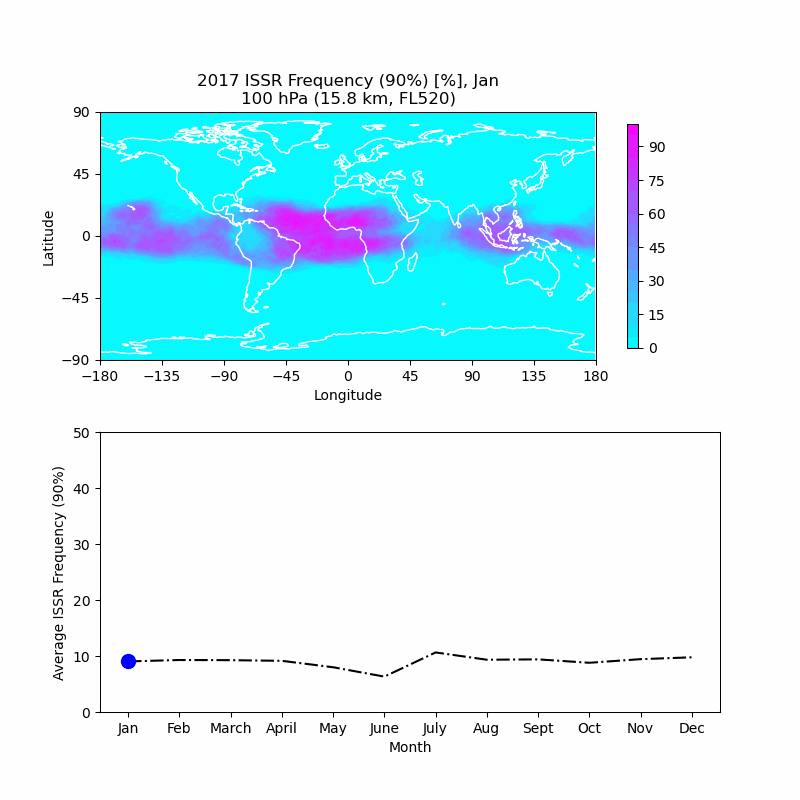 2017 ISSR Frequency (90%) [%], Jan
100 hPa (15.8 km, FL520)
90
45
0
−45
−90
Latitude
−180 −135 −90 −45 0 45 90 135 180
Longitude
90
75
60
45
30
15
0
50
40
30
20
10
0
Average ISSR Frequency (90%)
Jan Feb March April May June July Aug Sept Oct Nov Dec
Month